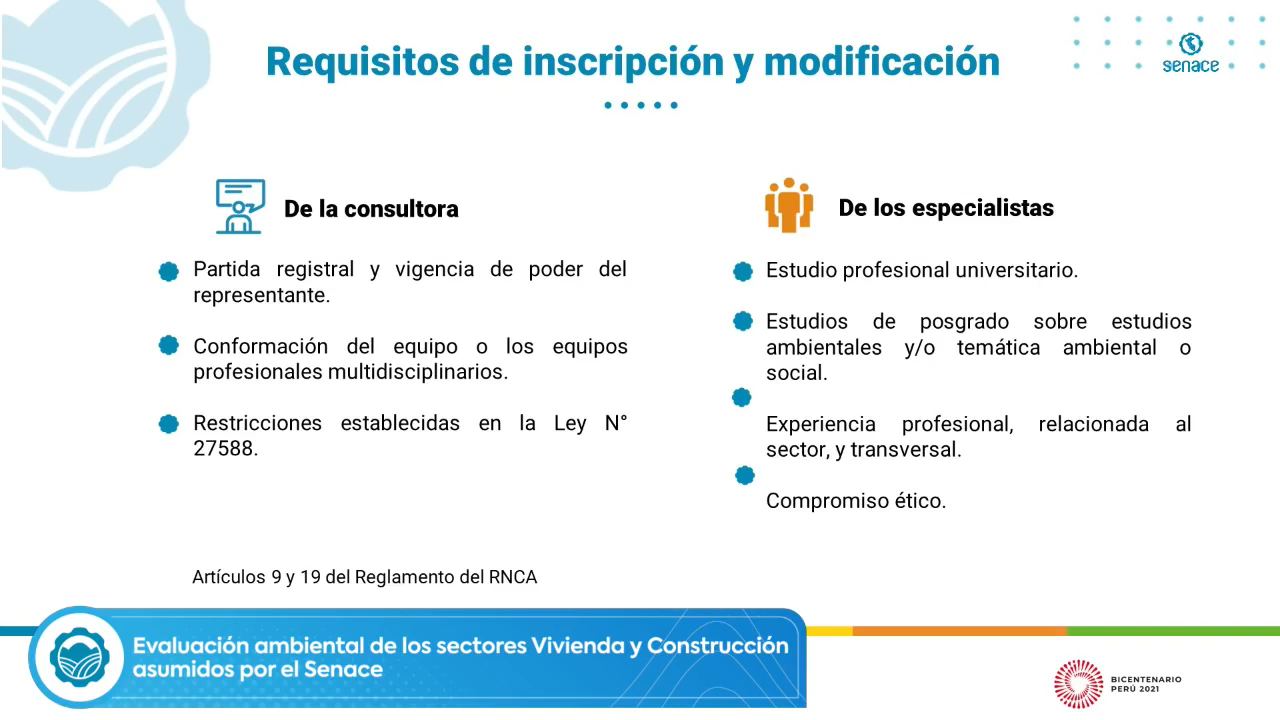 Requisitos de inscripción y modificación
senace
De la consultora
Partida registral y vigencia de poder del
representante.
Conformación del equipo o los equipos
profesionales multidisciplinarios.
Restricciones establecidas en la Ley N°
27588.
De los especialistas
Estudio profesional universitario.
Estudios de posgrado sobre estudios
ambientales y/o temática ambiental o
social.
Experiencia profesional, relacionada al
sector, y transversal.
Compromiso ético.
Artículos 9 y 19 del Reglamento del RNCA
Evaluación ambiental de los sectores Vivienda y Construcción
asumidos por el Senace
BICENTENARIO
PERÚ 2021